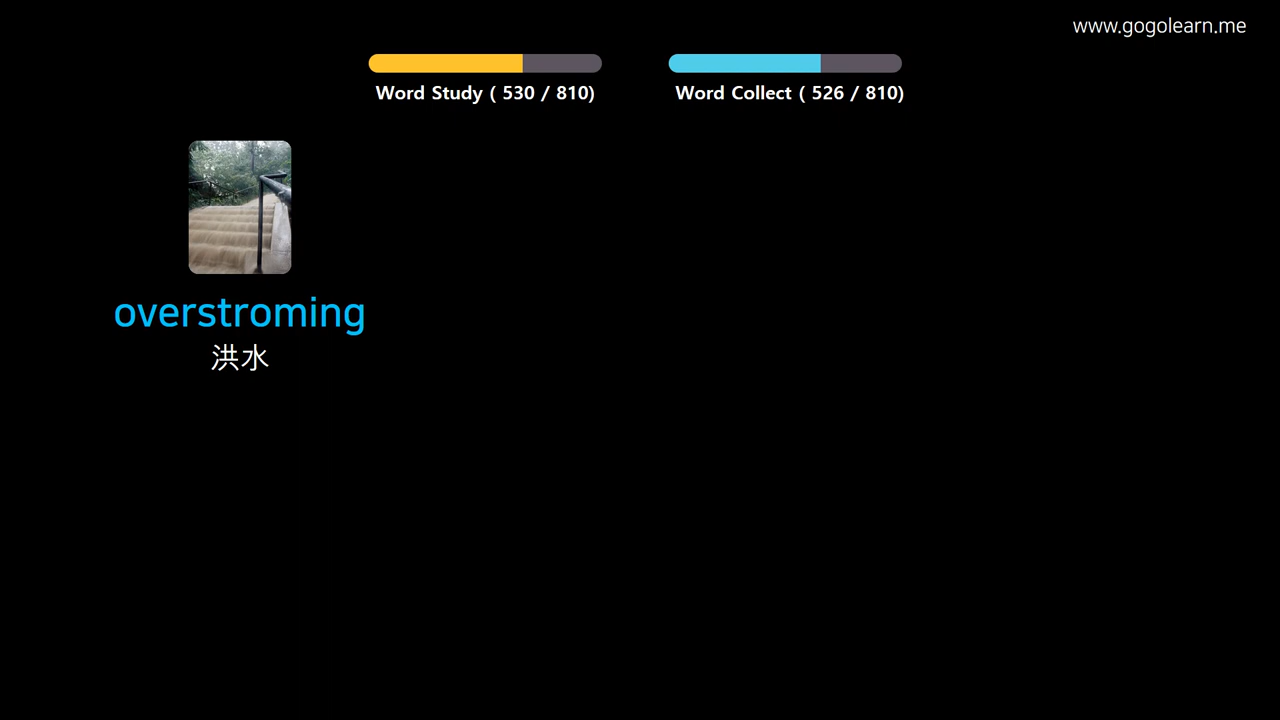 www.gogolearn.me
Word Study ( 530 / 810)
Word Collect ( 526 / 810)
overstroming
洪水